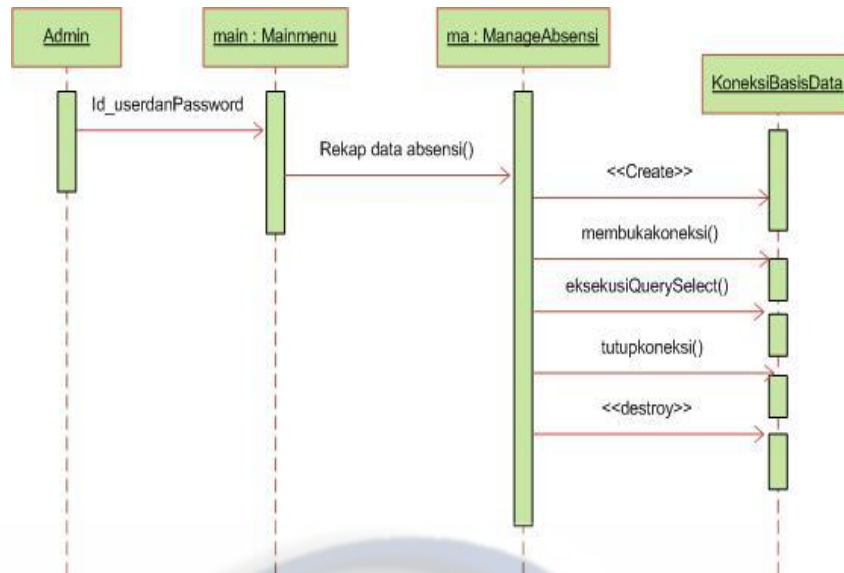 Admin
main : Mainmenu
ma : ManageAbsensi
KoneksiBasisData
Id_userdanPassword
Rekap data absensi()
<<Create>>
membukakoneksi()
eksekusiQuerySelect()
tutupkoneksi()
<<destroy>>